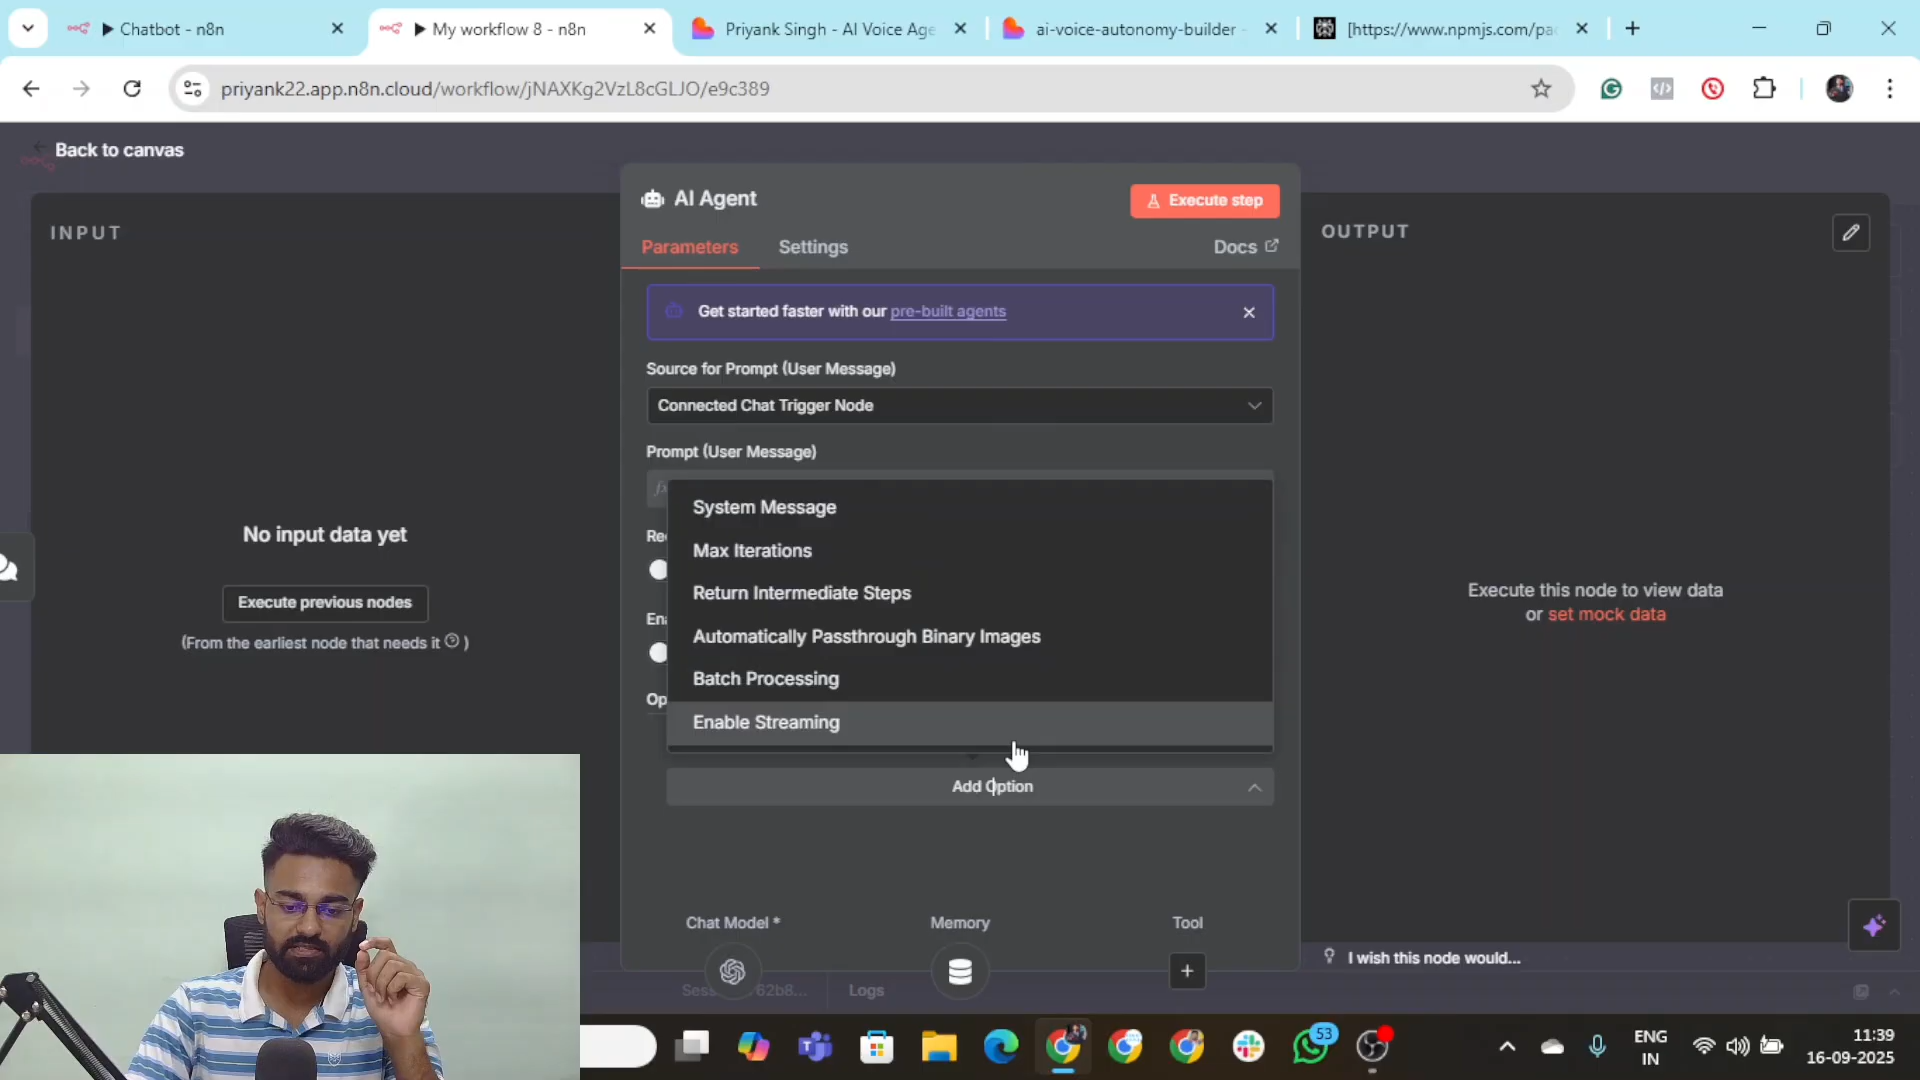 Chatbot - n8n
My workflow 8 - n8n
Priyank Singh - AI Voice Age
ai-voice-autonomy-builder -
[https://www.npmjs.com/pac
priyank22.app.n8n.cloud/workflow/jNAXKg2VzL8cGLJO/e9c389
Back to canvas
AI Agent
Execute step
INPUT
Parameters
Settings
Docs
OUTPUT
Get started faster with our pre-built agents
Source for Prompt (User Message)
Connected Chat Trigger Node
Prompt (User Message)
fx
System Message
Max Iterations
Return Intermediate Steps
Automatically Passthrough Binary Images
Batch Processing
Enable Streaming
Add Option
No input data yet
Execute previous nodes
(From the earliest node that needs it ? )
Execute this node to view data
or set mock data
Chat Model *
Memory
Tool
I wish this node would...
Logs
53
ENG
IN
11:39
16-09-2025